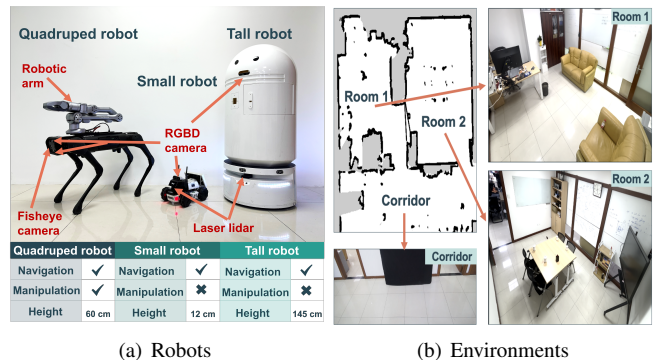 Quadruped robot
Tall robot
Robotic
arm
Small robot
RGBD
camera
Fisheye
camera
Laser lidar
Quadruped robot Small robot Tall robot
Navigation ✓ Navigation ✓ Navigation ✓
Manipulation ✓ Manipulation ✖ Manipulation ✖
Height 60 cm Height 12 cm Height 145 cm
(a) Robots
Room 1
Room 1
Room 2
Corridor
Corridor
Room 2
(b) Environments